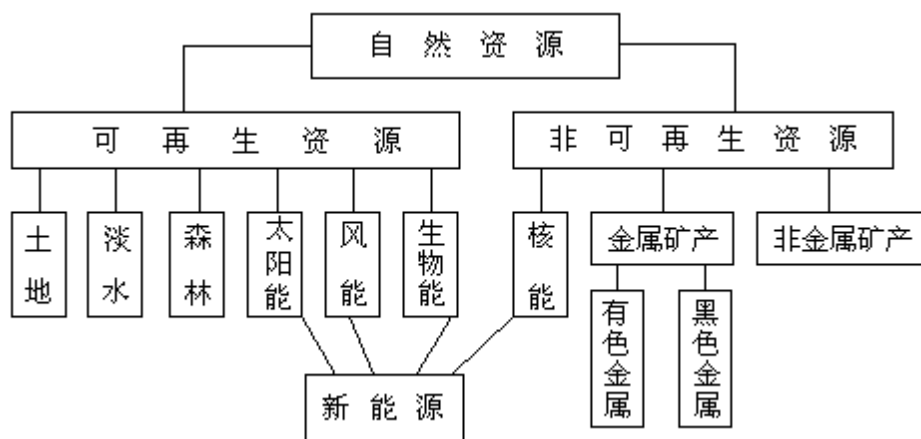 自然资源
可再生资源
非可再生资源
土地
淡水
森林
太阳能
风能
生物能
核能
金属矿产
非金属矿产
有色金属
黑色金属
新能源